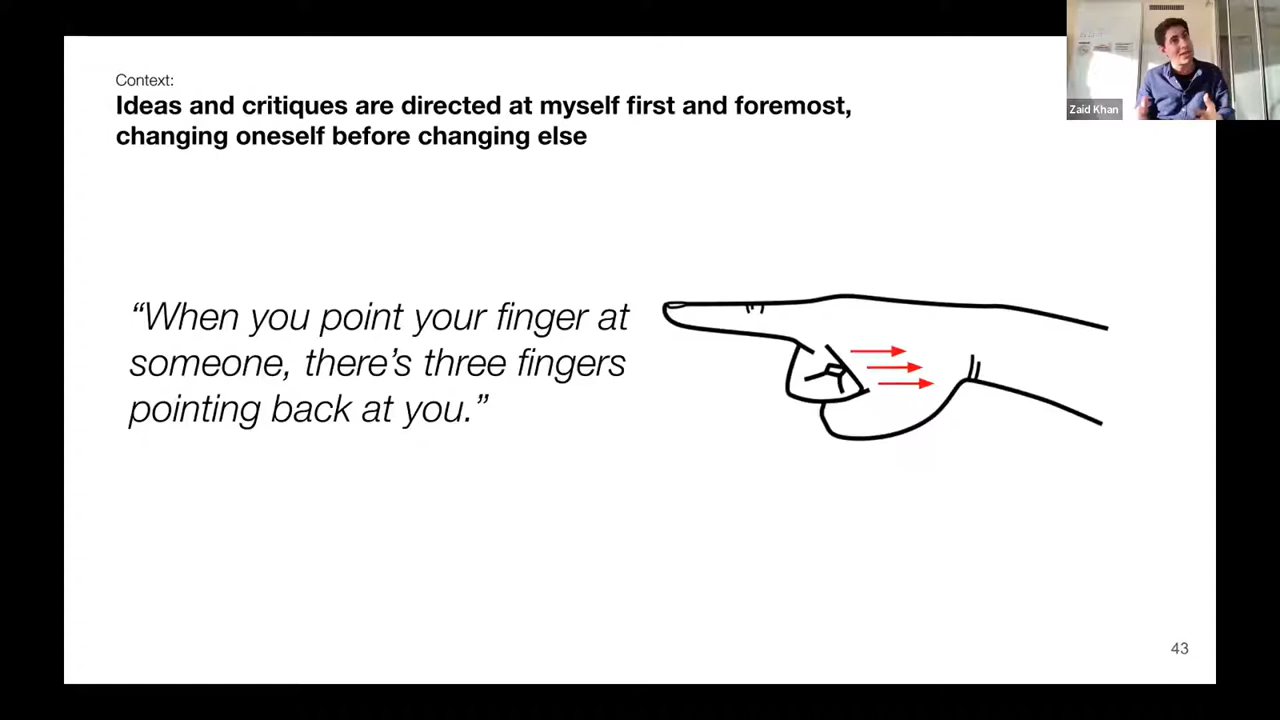 Context:
Ideas and critiques are directed at myself first and foremost,
changing oneself before changing else
Zaid Khan
“When you point your finger at
someone, there’s three fingers
pointing back at you.”
43